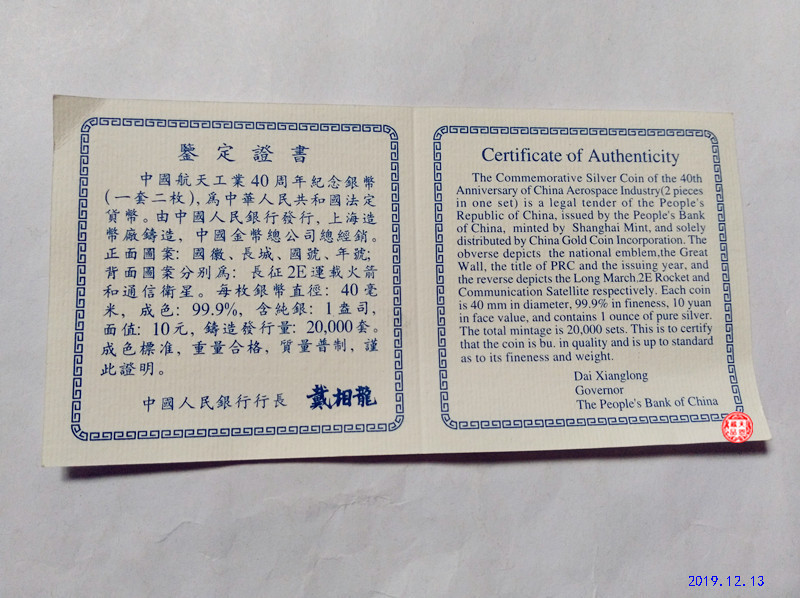 鑒定證書
中國航天工業40周年紀念銀幣
(一套二枚),為中華人民共和國法定
貨幣。由中國人民銀行發行,上海造
幣廠鑄造,中國金幣總公司總經銷。
正面圖案:國徽、長城、國號、年號;
背面圖案分别為:長征2E運載火箭
和通信衛星。每枚銀幣直徑:40毫
米,成色:99.9%,含純銀:1盎司,
面值:10元,鑄造發行量:20,000套。
成色標准,重量合格,質量普制,謹
此證明。
中國人民銀行行長 戴相龍
Certificate of Authenticity
The Commemorative Silver Coin of the 40th
Anniversary of China Aerospace Industry(2 pieces
in one set) is a legal tender of the People's
Republic of China, issued by the People's Bank
of China, minted by Shanghai Mint, and solely
distributed by China Gold Coin Incorporation. The
obverse depicts the national emblem,the Great
Wall, the title of PRC and the issuing year, and
the reverse depicts the Long March.2E Rocket and
Communication Satellite respectively. Each coin
is 40 mm in diameter, 99.9% in fineness, 10 yuan
in face value, and contains 1 ounce of pure silver.
The total mintage is 20,000 sets. This is to certify
that the coin is bu. in quality and is up to standard
as to its fineness and weight.
Dai Xianglong
Governor
The People's Bank of China
2019.12.13